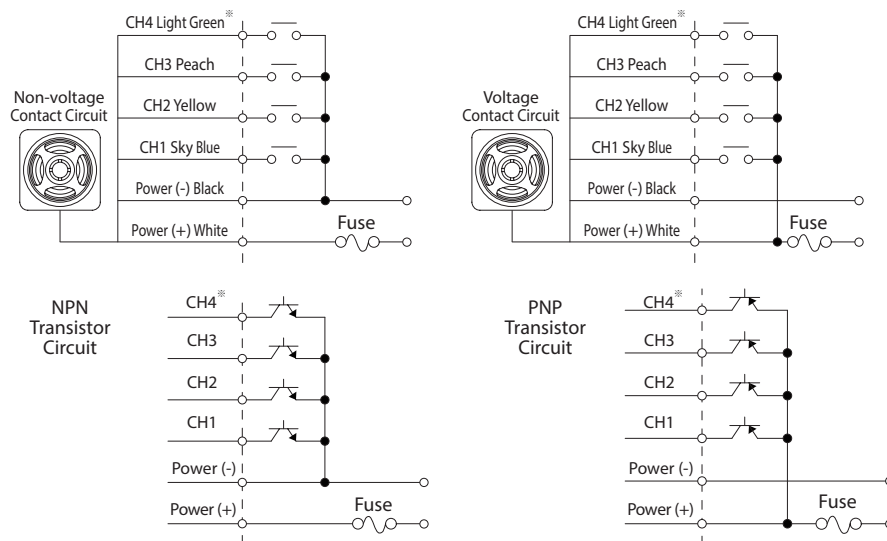 CH4 Light Green※
CH3 Peach
Non-voltage
Contact Circuit
CH2 Yellow
CH1 Sky Blue
Power (-) Black
Power (+) White
Fuse
CH4 Light Green※
CH3 Peach
Voltage
Contact Circuit
CH2 Yellow
CH1 Sky Blue
Power (-) Black
Power (+) White
Fuse
NPN
Transistor
Circuit
CH4※
CH3
CH2
CH1
Power (-)
Power (+)
Fuse
PNP
Transistor
Circuit
CH4※
CH3
CH2
CH1
Power (-)
Power (+)
Fuse